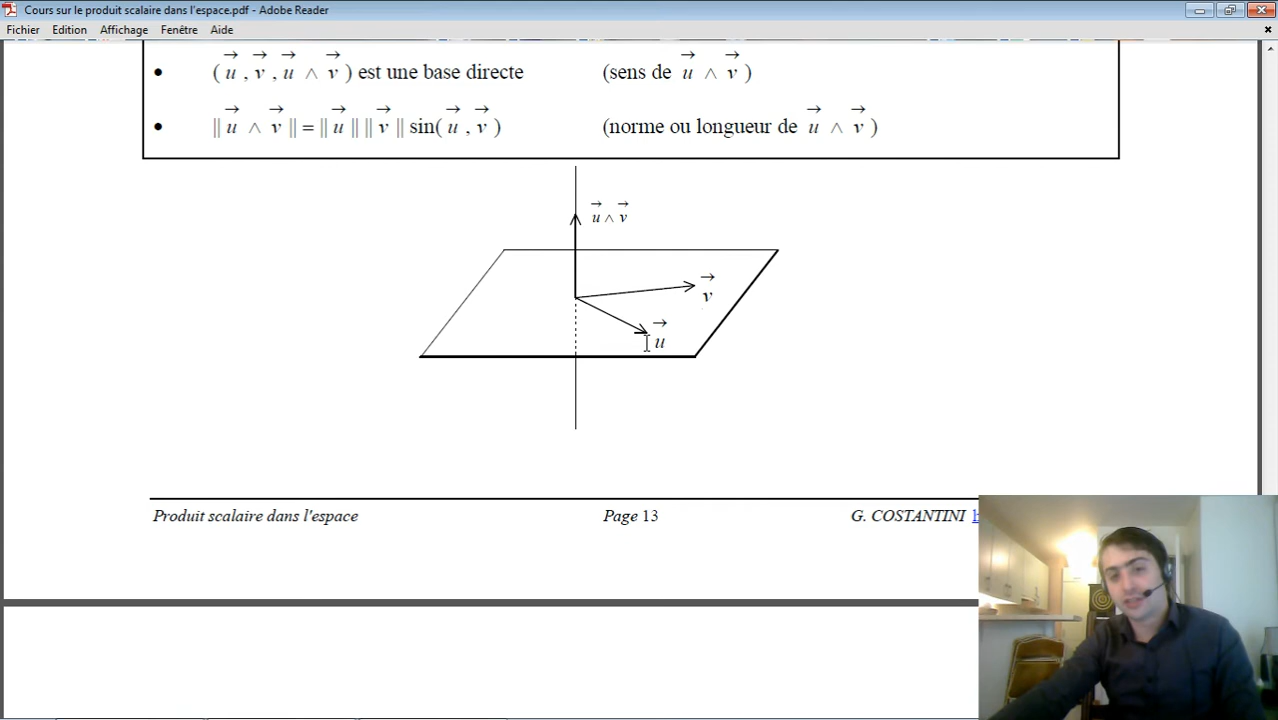 Cours sur le produit scalaire dans l'espace.pdf - Adobe Reader
Fichier Edition Affichage Fenêtre Aide
• (u⃗, v⃗, u⃗ ∧ v⃗) est une base directe (sens de u⃗ ∧ v⃗)
• || u⃗ ∧ v⃗ || = || u⃗ || || v⃗ || sin(u⃗, v⃗) (norme ou longueur de u⃗ ∧ v⃗)
u⃗ ∧ v⃗
v⃗
u⃗
Produit scalaire dans l'espace Page 13 G. COSTANTINI